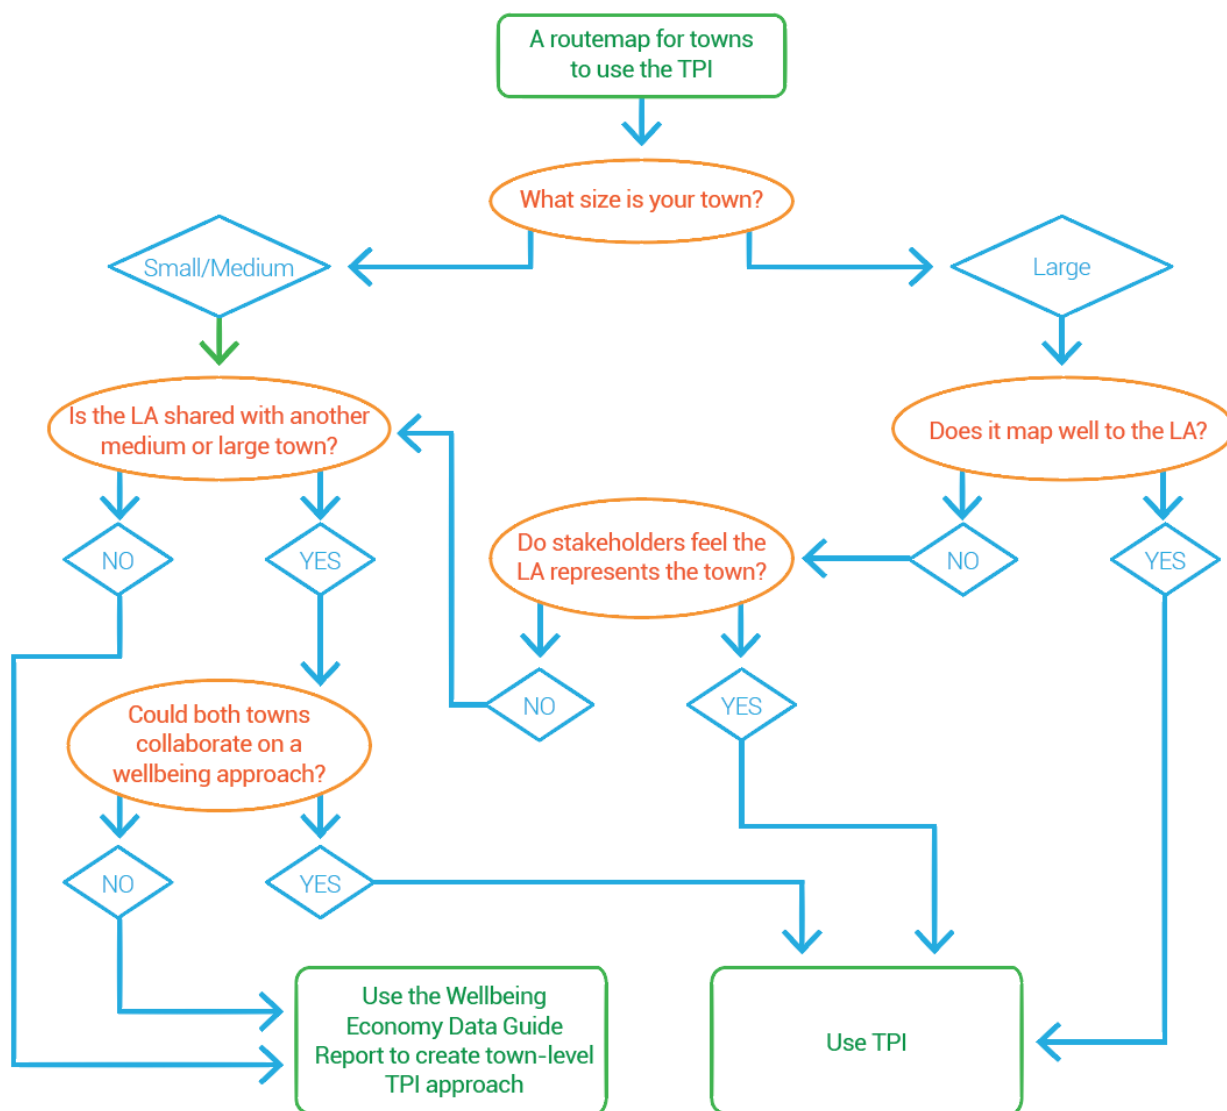 A routemap for towns
to use the TPI
What size is your town?
Small/Medium
Large
Is the LA shared with another
medium or large town?
Does it map well to the LA?
NO
YES
Do stakeholders feel the
LA represents the town?
NO
YES
NO
YES
Could both towns
collaborate on a
wellbeing approach?
NO
YES
Use the Wellbeing
Economy Data Guide
Report to create town-level
TPI approach
Use TPI